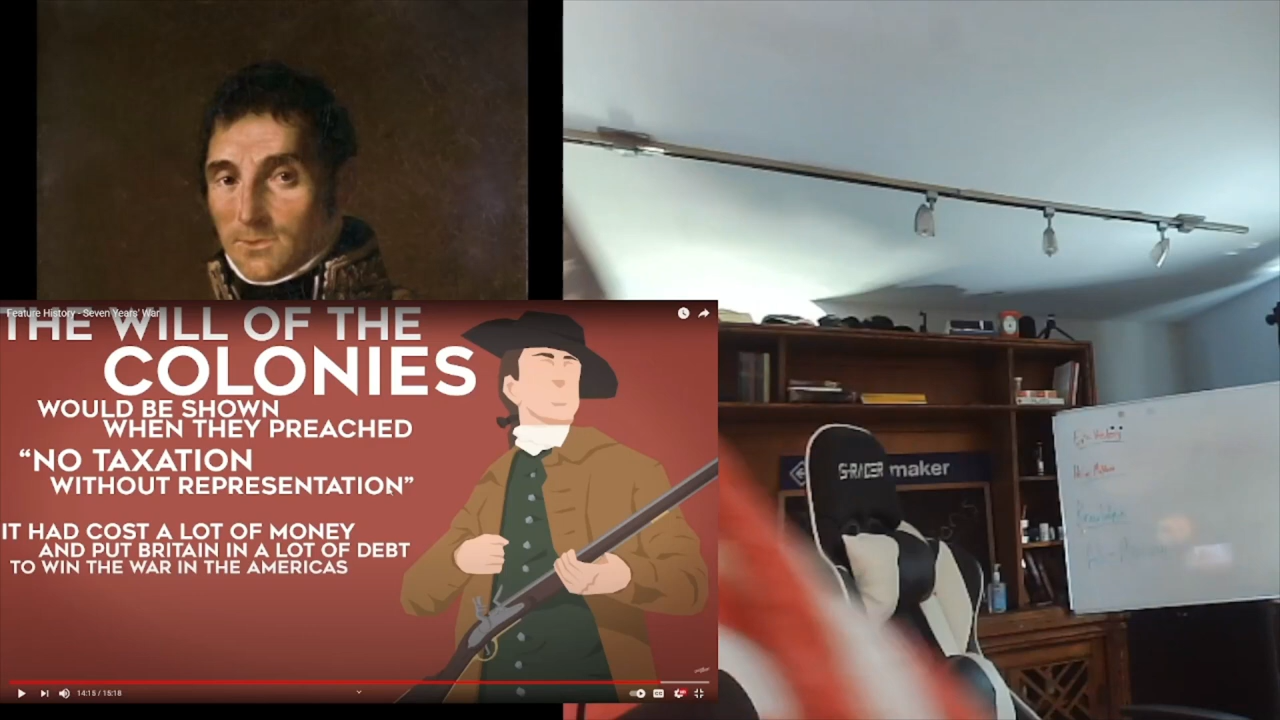 Feature History - Seven Years' War
THE WILL OF THE
COLONIES
WOULD BE SHOWN
WHEN THEY PREACHED
“NO TAXATION
WITHOUT REPRESENTATION”
IT HAD COST A LOT OF MONEY
AND PUT BRITAIN IN A LOT OF DEBT
TO WIN THE WAR IN THE AMERICAS
14:15 / 15:18
S-RACER
maker